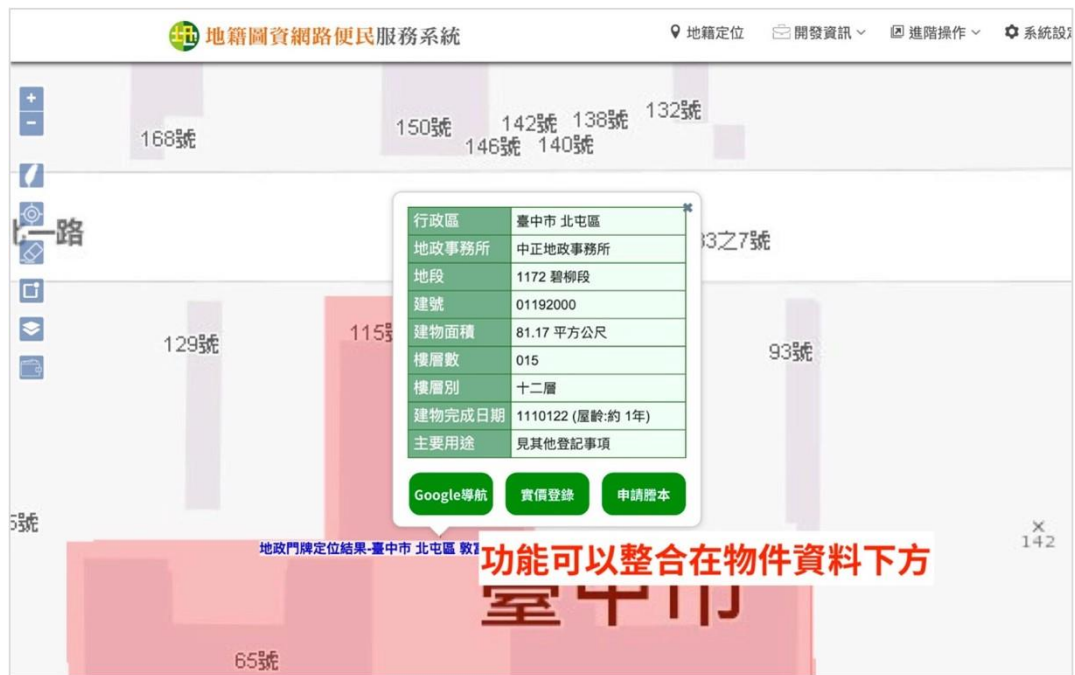 地籍圖資網路便民服務系統
地籍定位
開發資訊
進階操作
系統設定
168號
150號
142號
138號
132號
146號
140號
一路
33之7號
行政區 臺中市 北屯區
地政事務所 中正地政事務所
地段 1172 碧柳段
建號 01192000
建物面積 81.17 平方公尺
樓層數 015
樓層別 十二層
建物完成日期 1110122 (屋齡:約 1年)
主要用途 見其他登記事項
Google導航
實價登錄
申請謄本
129號
115號
93號
地政門牌定位結果-臺中市 北屯區 敦富
功能可以整合在物件資料下方
臺中市
142
65號